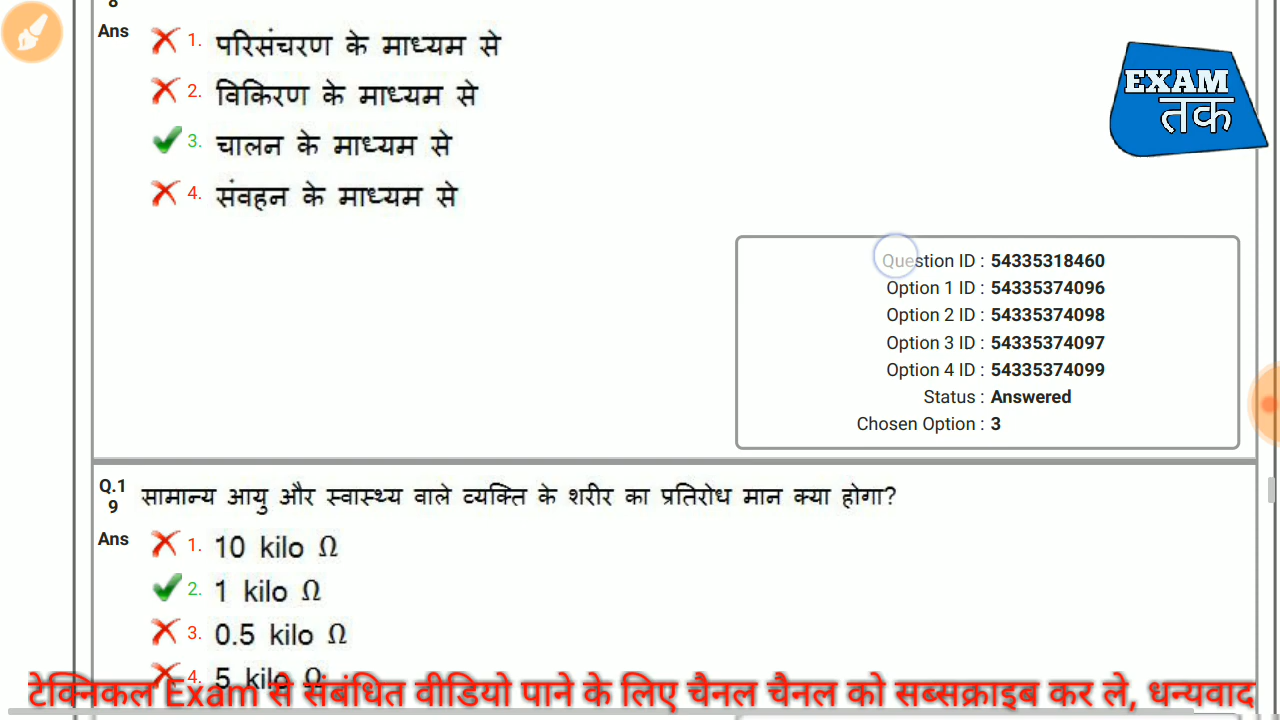 8
Ans
1. परिसंचरण के माध्यम से
2. विकिरण के माध्यम से
3. चालन के माध्यम से
4. संवहन के माध्यम से
EXAM
तक
Question ID : 54335318460
Option 1 ID : 54335374096
Option 2 ID : 54335374098
Option 3 ID : 54335374097
Option 4 ID : 54335374099
Status : Answered
Chosen Option : 3
Q.1
9
सामान्य आयु और स्वास्थ्य वाले व्यक्ति के शरीर का प्रतिरोध मान क्या होगा?
Ans
1. 10 kilo Ω
2. 1 kilo Ω
3. 0.5 kilo Ω
4. 5 kilo Ω
टेक्निकल Exam से संबंधित वीडियो पाने के लिए चैनल चैनल को सब्सक्राइब कर ले, धन्यवाद